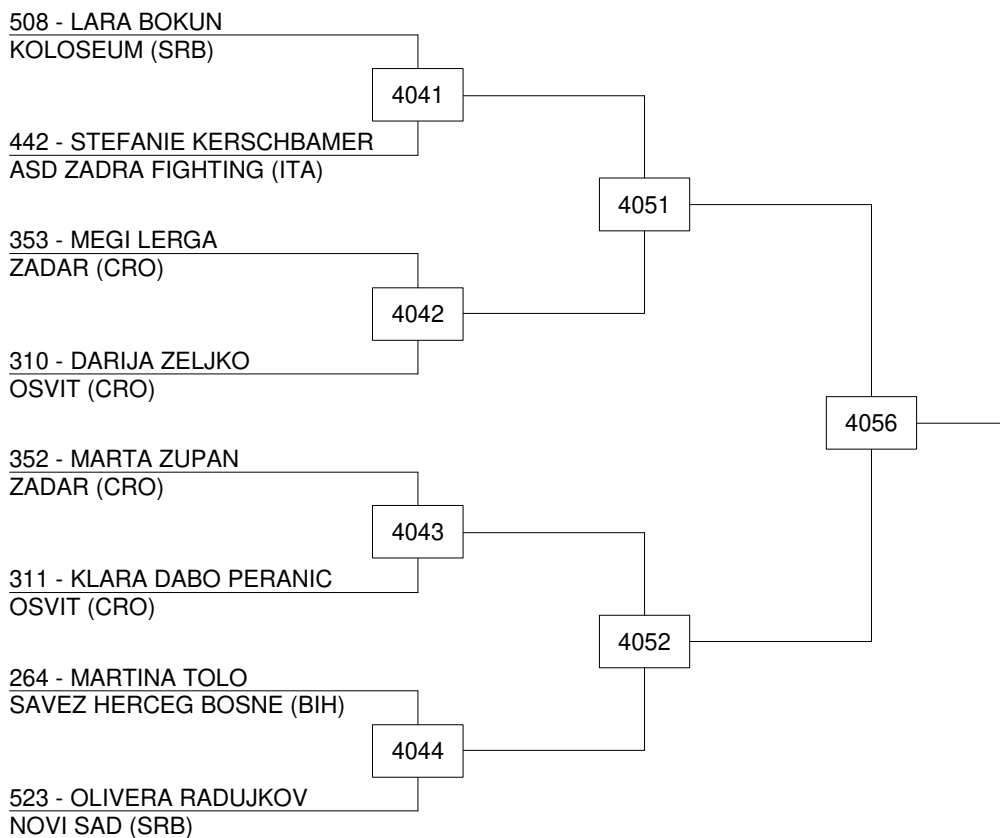 508 - LARA BOKUN
KOLOSEUM (SRB)
4041
442 - STEFANIE KERSCHBAMER
ASD ZADRA FIGHTING (ITA)
4051
353 - MEGI LERGA
ZADAR (CRO)
4042
310 - DARIJA ZELJKO
OSVIT (CRO)
4056
352 - MARTA ZUPAN
ZADAR (CRO)
4043
311 - KLARA DABO PERANIC
OSVIT (CRO)
4052
264 - MARTINA TOLO
SAVEZ HERCEG BOSNE (BIH)
4044
523 - OLIVERA RADUJKOV
NOVI SAD (SRB)